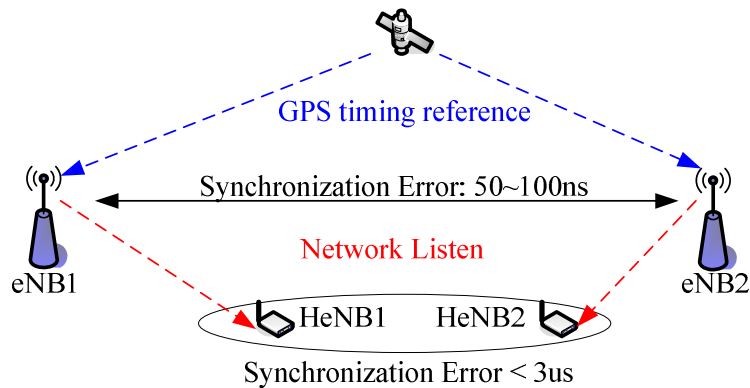 GPS timing reference
Synchronization Error: 50~100ns
Network Listen
eNB1
eNB2
HeNB1
HeNB2
Synchronization Error < 3us